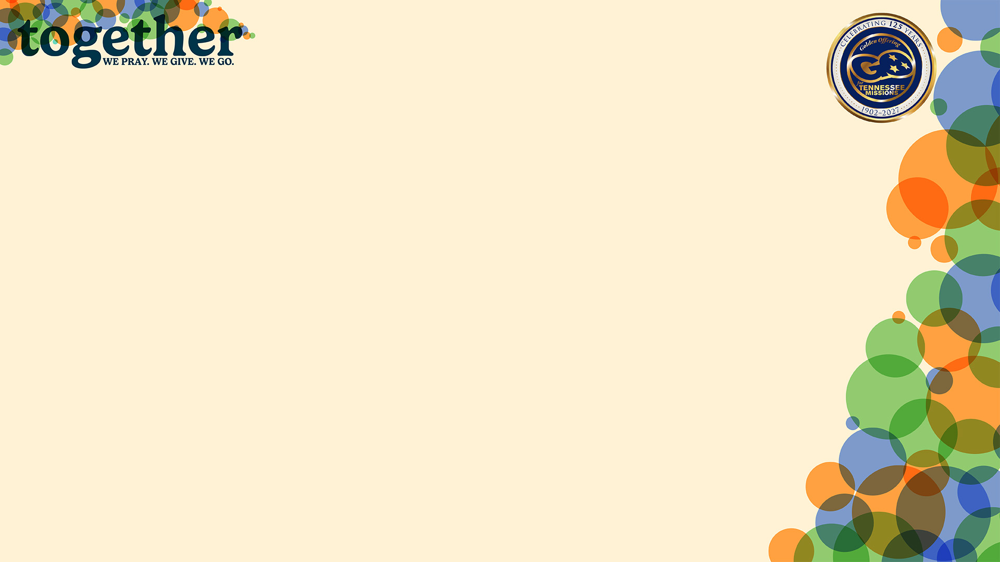 together
WE PRAY. WE GIVE. WE GO.
CELEBRATING 125 YEARS
Golden Offering
GO
for
TENNESSEE
MISSIONS
1902-2027